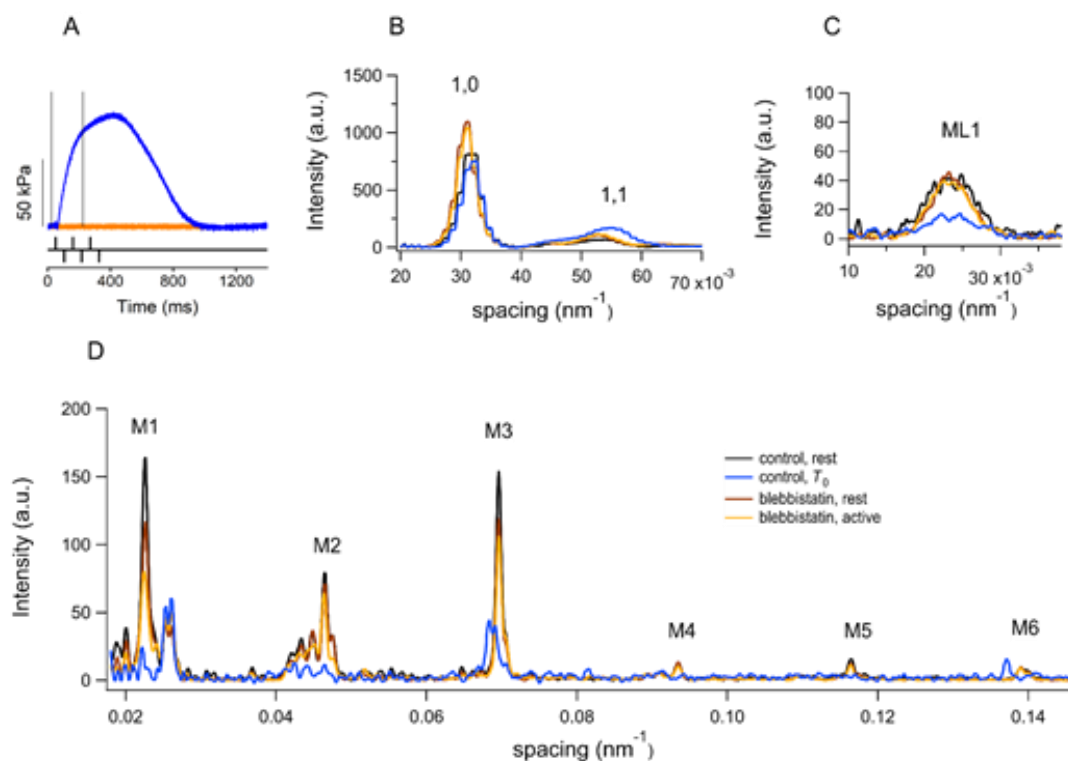 A
50 kPa
0
400
800
1200
Time (ms)
B
1500
1000
500
0
Intensity (a.u.)
1,0
1,1
20
30
40
50
60
70 x10⁻³
spacing (nm⁻¹)
C
100
80
60
40
20
0
Intensity (a.u.)
ML1
10
20
30 x10⁻³
spacing (nm⁻¹)
D
200
150
100
50
0
Intensity (a.u.)
M1
M2
M3
M4
M5
M6
control, rest
control, T₀
blebbistatin, rest
blebbistatin, active
0.02
0.04
0.06
0.08
0.10
0.12
0.14
spacing (nm⁻¹)